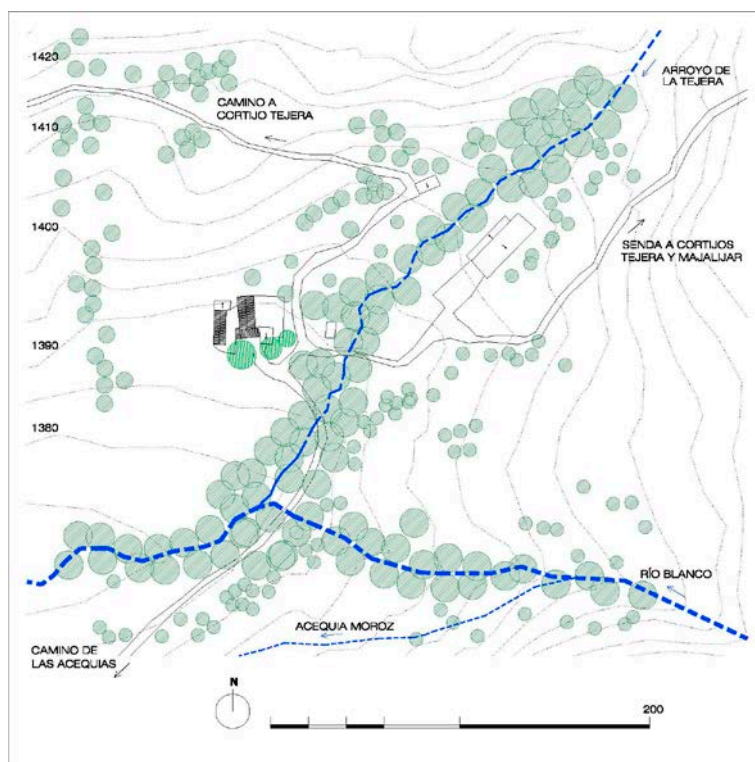 1420
ARROYO DE
LA TEJERA
CAMINO A
CORTIJO TEJERA
1410
1400
SENDA A CORTIJOS
TEJERA Y MAJALIJAR
1390
1380
RÍO BLANCO
ACEQUIA MOROZ
CAMINO DE
LAS ACEQUIAS
N
200